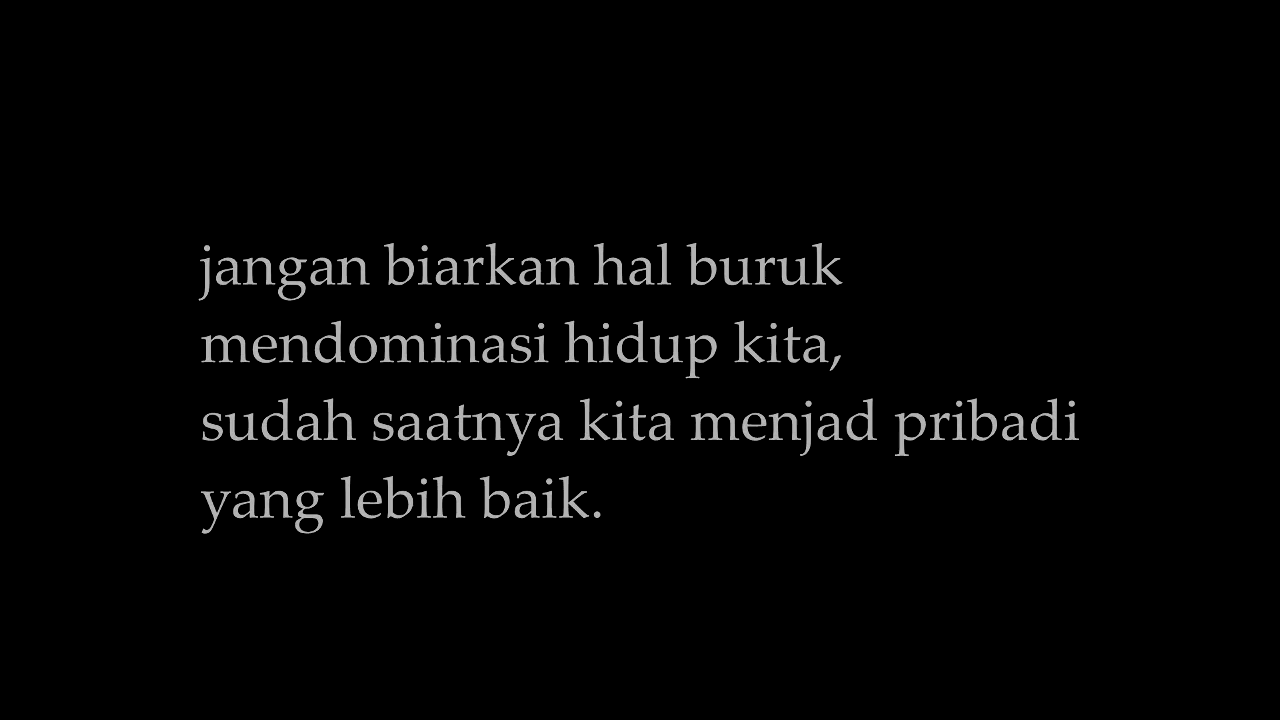 jangan biarkan hal buruk
mendominasi hidup kita,
sudah saatnya kita menjad pribadi
yang lebih baik.